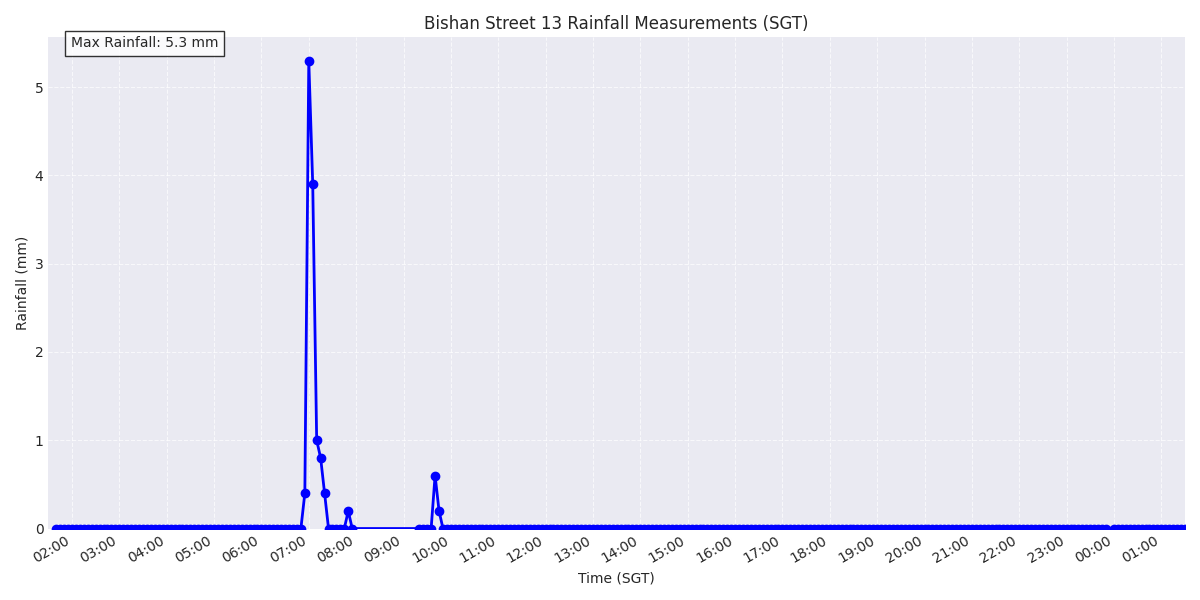 Bishan Street 13 Rainfall Measurements (SGT)
Max Rainfall: 5.3 mm
Rainfall (mm)
5
4
3
2
1
0
02:00 03:00 04:00 05:00 06:00 07:00 08:00 09:00 10:00 11:00 12:00 13:00 14:00 15:00 16:00 17:00 18:00 19:00 20:00 21:00 22:00 23:00 00:00 01:00
Time (SGT)